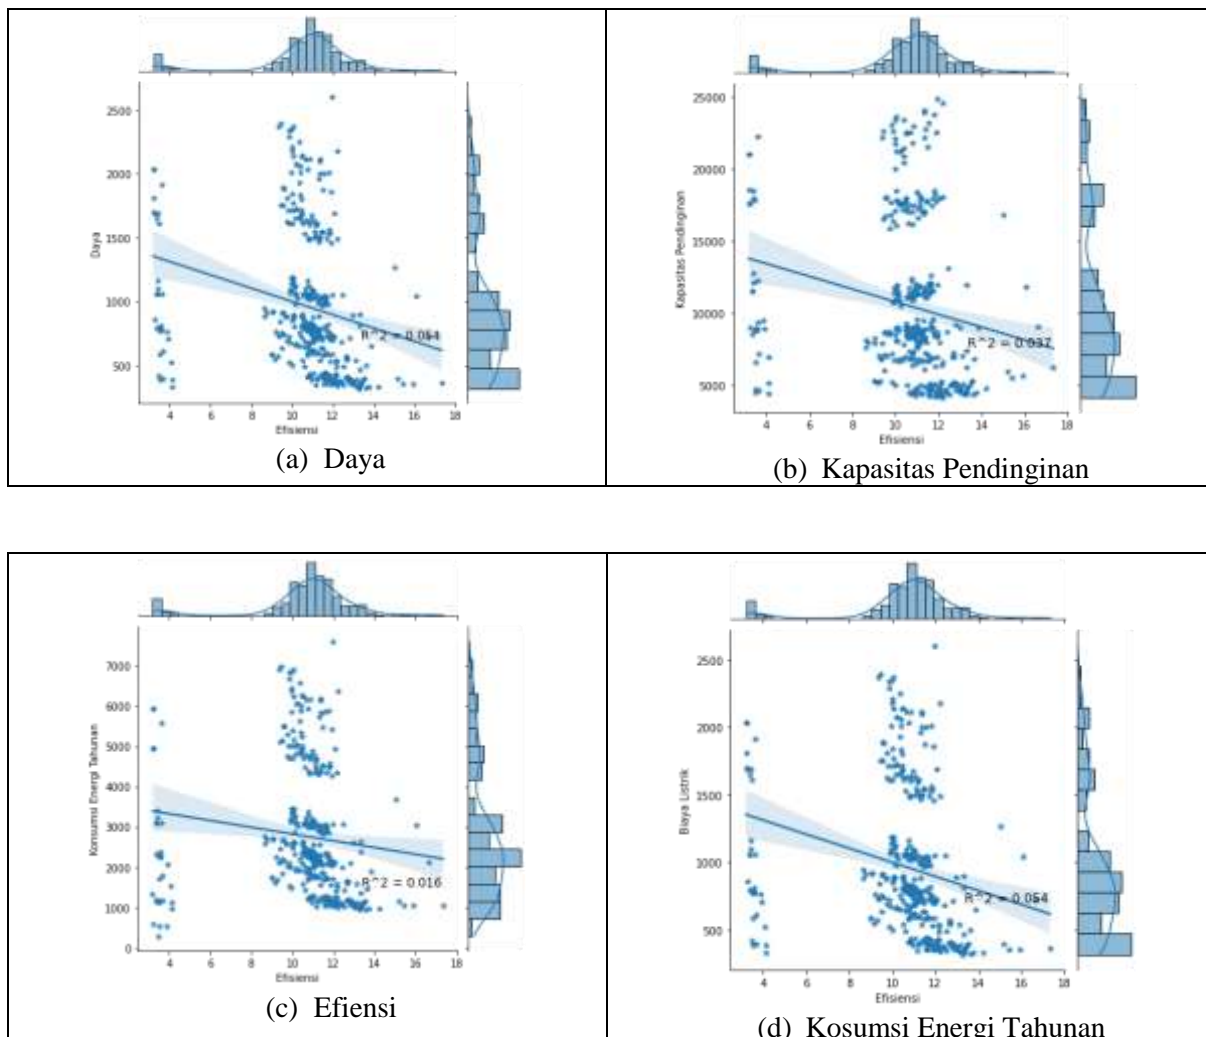 2500
2000
1500
1000
500
Daya
R^2 = 0.054
4 6 8 10 12 14 16 18
Efisiensi
(a) Daya
25000
20000
15000
10000
5000
Kapasitas Pendinginan
R^2 = 0.037
4 6 8 10 12 14 16 18
Efisiensi
(b) Kapasitas Pendinginan
7000
6000
5000
4000
3000
2000
1000
0
Konsumsi Energi Tahunan
R^2 = 0.016
4 6 8 10 12 14 16 18
Efisiensi
(c) Efiensi
2500
2000
1500
1000
500
Biaya Listrik
R^2 = 0.054
4 6 8 10 12 14 16 18
Efisiensi
(d) Kosumsi Energi Tahunan